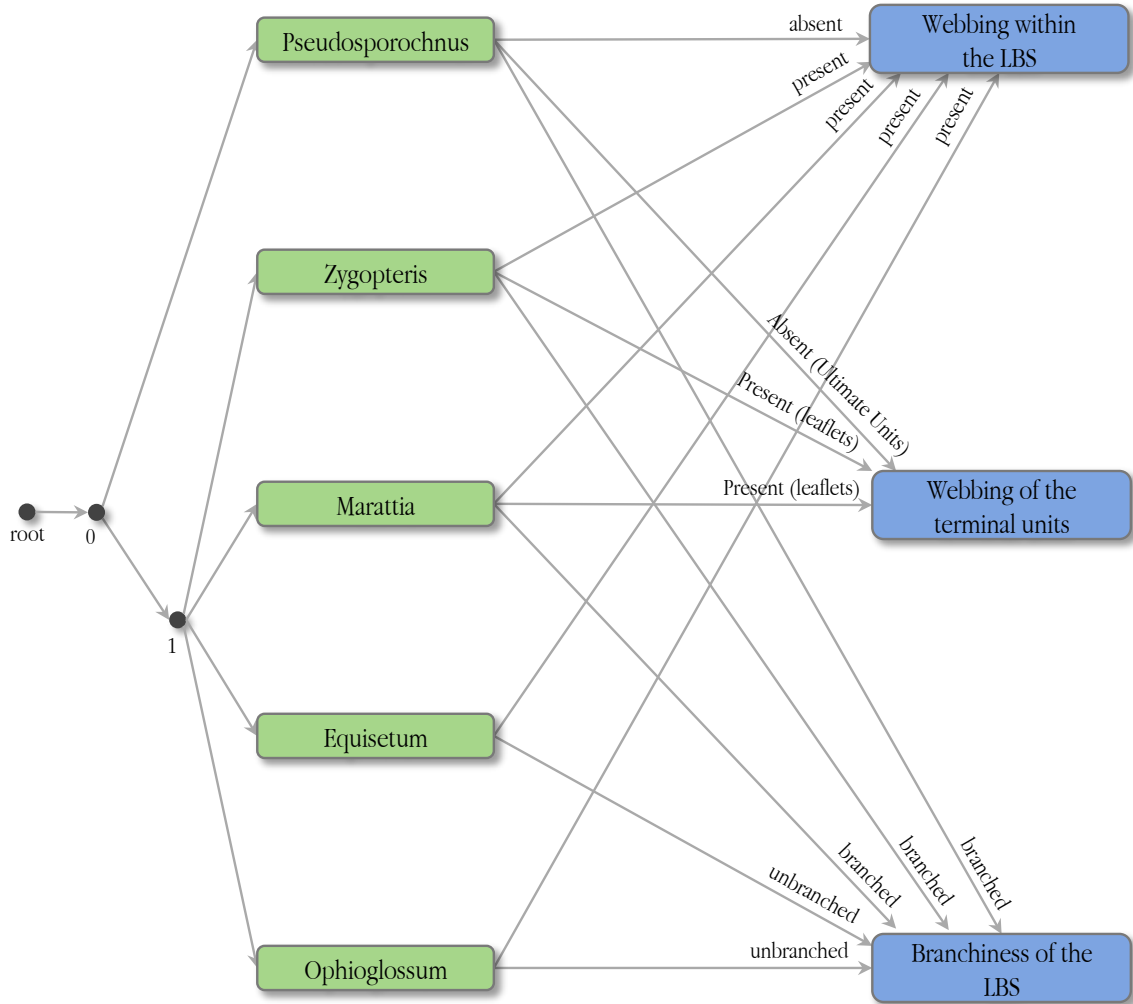 Pseudosporochnus
absent
Webbing within
the LBS
present
present
present
present
Zygopteris
Absent (Ultimate Units)
Present (leaflets)
Marattia
Present (leaflets)
Webbing of the
terminal units
root
0
1
Equisetum
branched
branched
branched
unbranched
unbranched
Ophioglossum
Branchiness of the
LBS